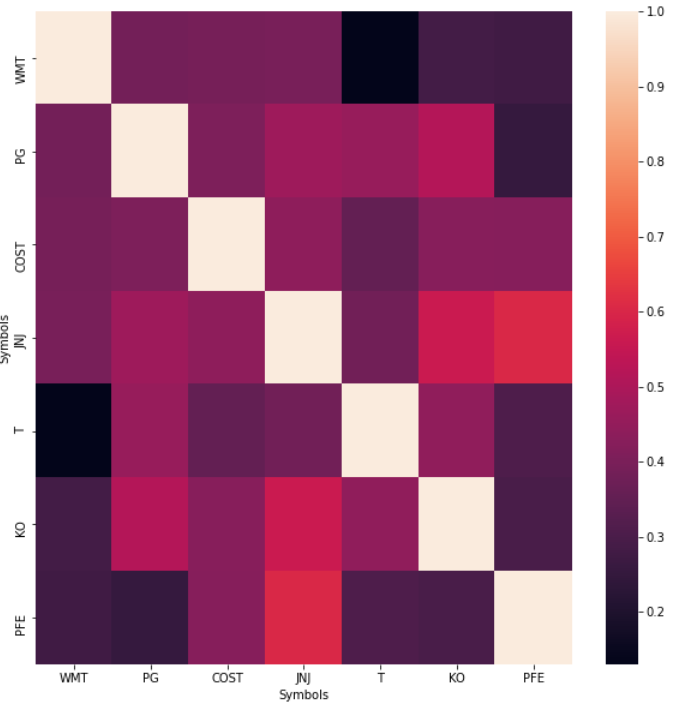 WMT
PG
COST
JNJ
T
KO
PFE
Symbols
WMT PG COST JNJ T KO PFE
Symbols
1.0
0.9
0.8
0.7
0.6
0.5
0.4
0.3
0.2